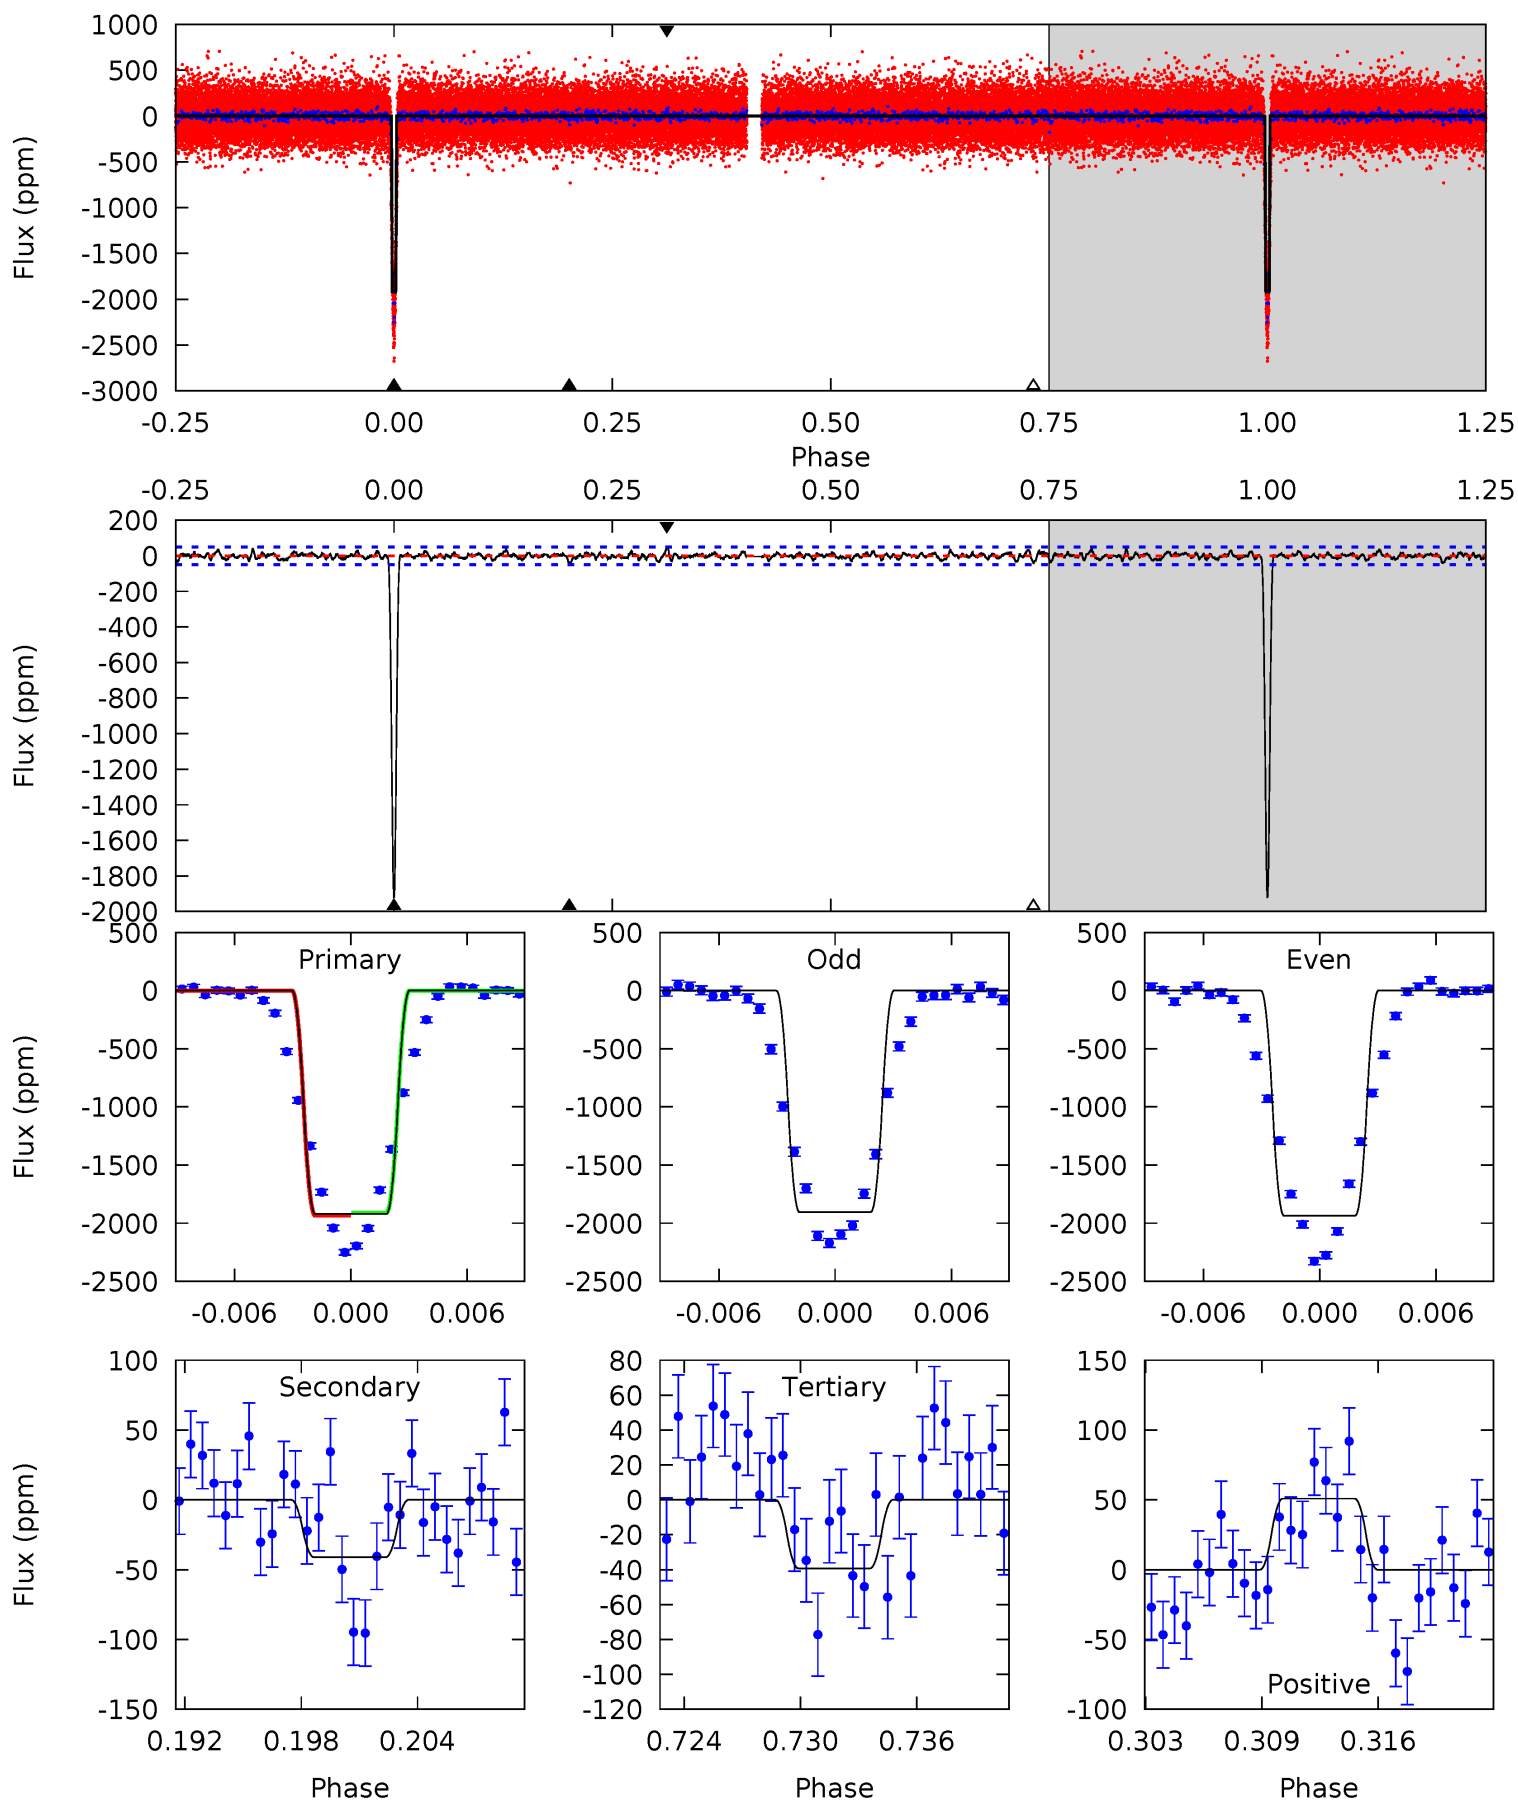 1000
500
0
-500
-1000
-1500
-2000
-2500
-3000
Flux (ppm)
-0.25 0.00 0.25 0.50 0.75 1.00 1.25
Phase
-0.25 0.00 0.25 0.50 0.75 1.00 1.25
200
0
-200
-400
-600
-800
-1000
-1200
-1400
-1600
-1800
-2000
Flux (ppm)
Primary
500
0
-500
-1000
-1500
-2000
-2500
Flux (ppm)
-0.006 0.000 0.006
Odd
500
0
-500
-1000
-1500
-2000
-2500
-0.006 0.000 0.006
Even
500
0
-500
-1000
-1500
-2000
-2500
-0.006 0.000 0.006
Secondary
100
50
0
-50
-100
-150
Flux (ppm)
0.192 0.198 0.204
Phase
Tertiary
80
60
40
20
0
-20
-40
-60
-80
-100
-120
0.724 0.730 0.736
Phase
150
100
50
0
-50
-100
Positive
0.303 0.309 0.316
Phase